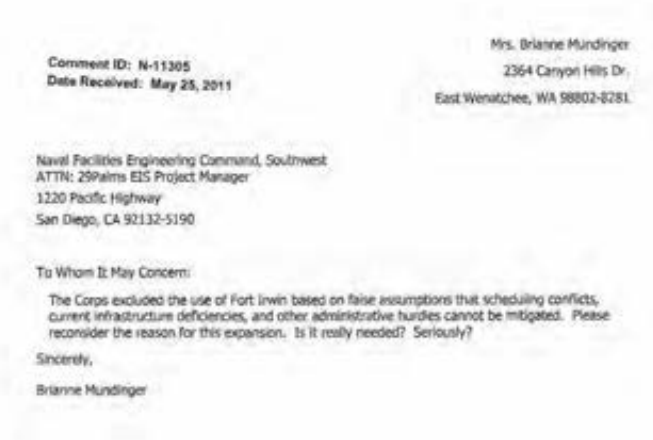 Mrs. Brianne Mundinger
Comment ID: N-11305
2364 Canyon Hills Dr.
Date Received: May 25, 2011
East Wenatchee, WA 98802-8281
Naval Facilities Engineering Command, Southwest
ATTN: 29Palms EIS Project Manager
1220 Pacific Highway
San Diego, CA 92132-5190
To Whom It May Concern:
The Corps excluded the use of Fort Irwin based on false assumptions that scheduling conflicts,
current infrastructure deficiencies, and other administrative hurdles cannot be mitigated. Please
reconsider the reason for this expansion. Is it really needed? Seriously?
Sincerely,
Brianne Mundinger